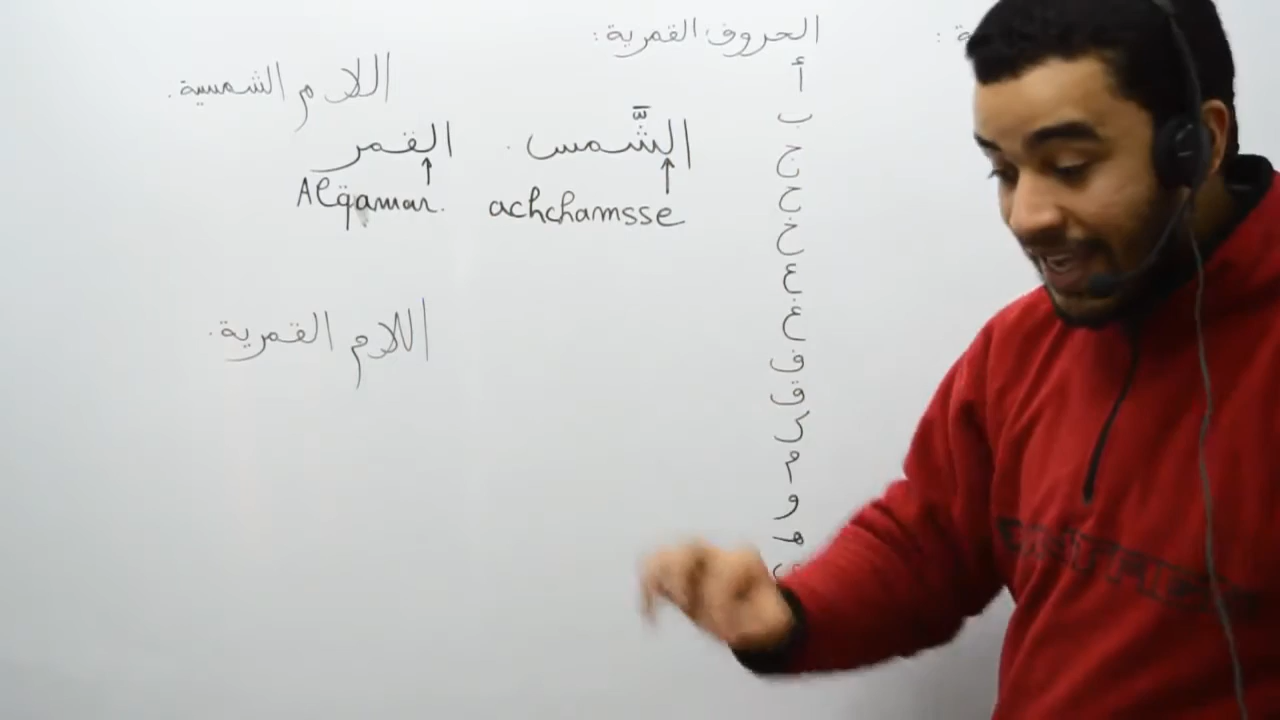 الحروف القمرية:
أ
ب
ج
ح
خ
ع
غ
ف
ق
ك
م
و
هـ
ي
اللام الشمسية.
الشَّمس.
القمر
achchamsse
Alqamar.
اللام القمرية.